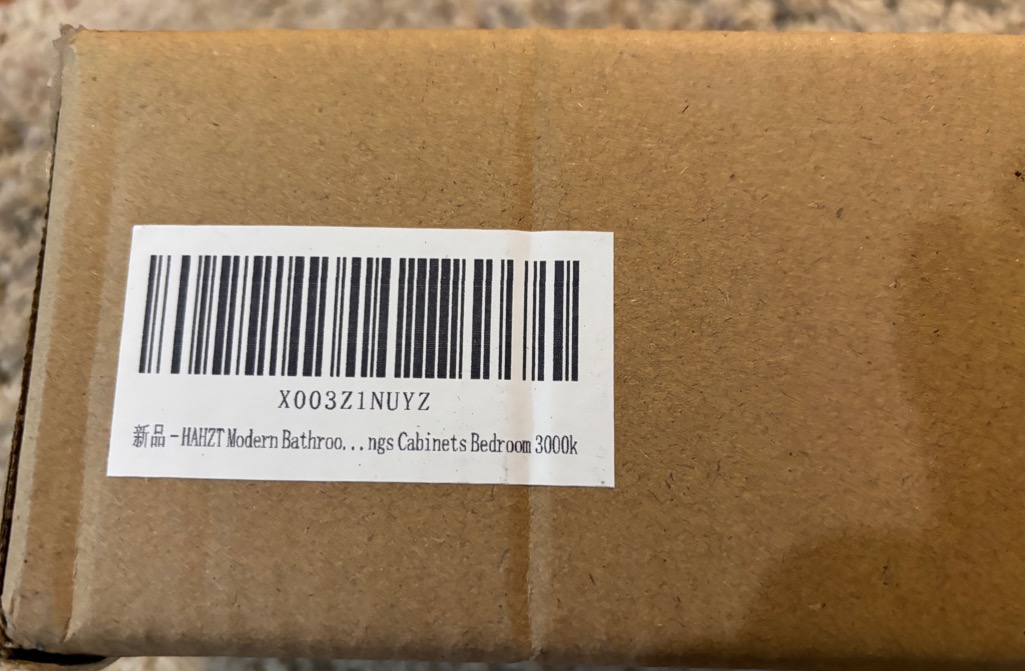 X003Z1NUYZ
新品-HAHZT Modern Bathroo...ngs Cabinets Bedroom 3000k